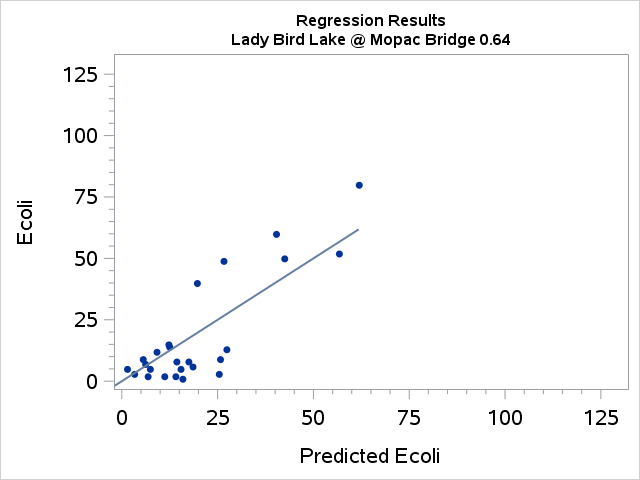 Regression Results
Lady Bird Lake @ Mopac Bridge 0.64
125
100
75
50
25
0
Ecoli
0 25 50 75 100 125
Predicted Ecoli